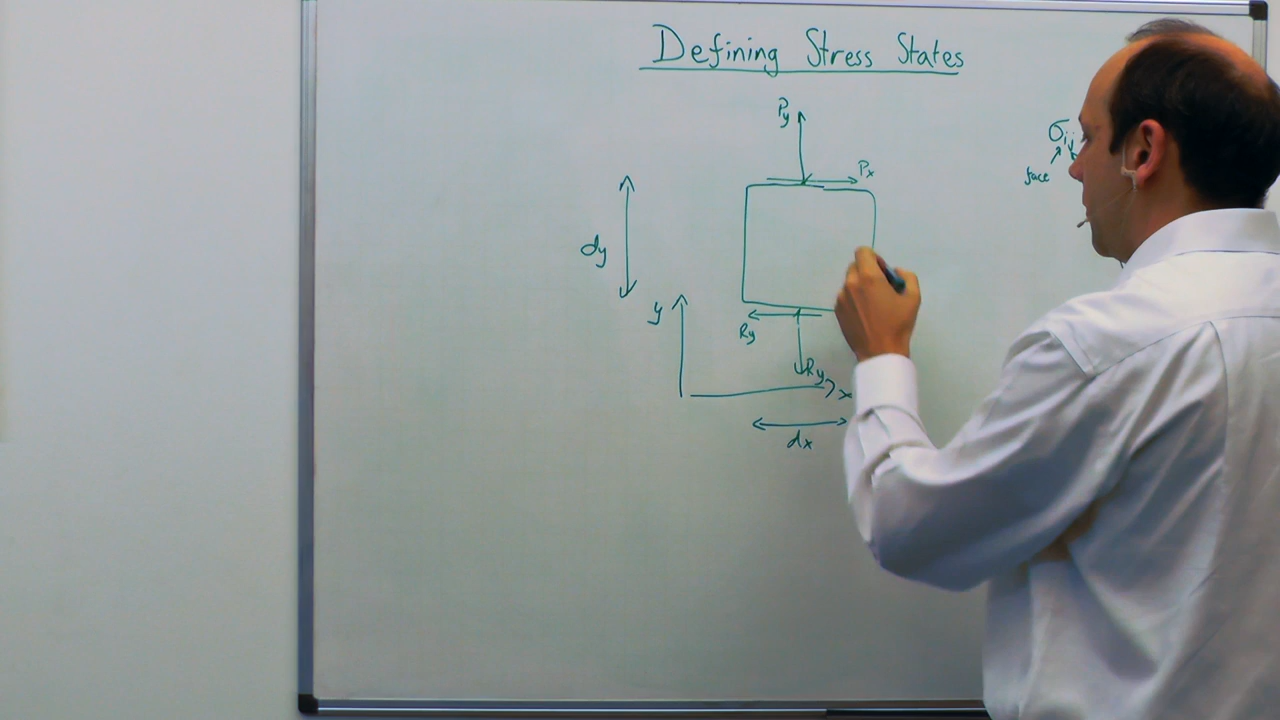 Defining Stress States
Py
Px
σij
face
dy
y
Ry
Ry
x
dx